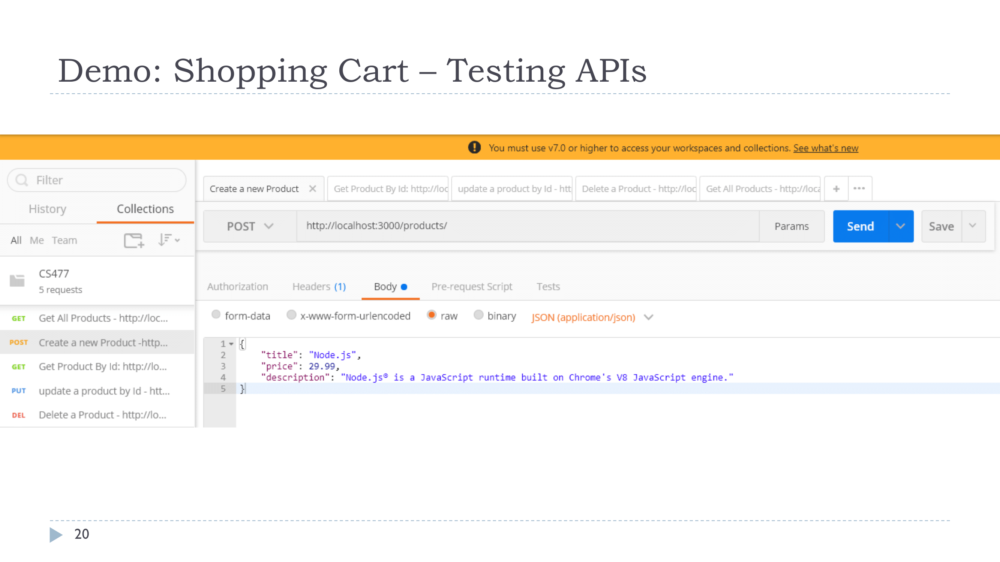 Demo: Shopping Cart – Testing APIs
You must use v7.0 or higher to access your workspaces and collections. See what's new
Filter
History Collections
All Me Team
CS477
5 requests
GET Get All Products - http://loc...
POST Create a new Product -http...
GET Get Product By Id: http://lo...
PUT update a product by Id - htt...
DEL Delete a Product - http://lo...
Create a new Product Get Product By Id: http://loc update a product by Id - htt Delete a Product - http://loc Get All Products - http://loca
POST http://localhost:3000/products/ Params Send Save
Authorization Headers (1) Body Pre-request Script Tests
form-data x-www-form-urlencoded raw binary JSON (application/json)
1 {
2 "title": "Node.js",
3 "price": 29.99,
4 "description": "Node.js® is a JavaScript runtime built on Chrome's V8 JavaScript engine."
5 }
20